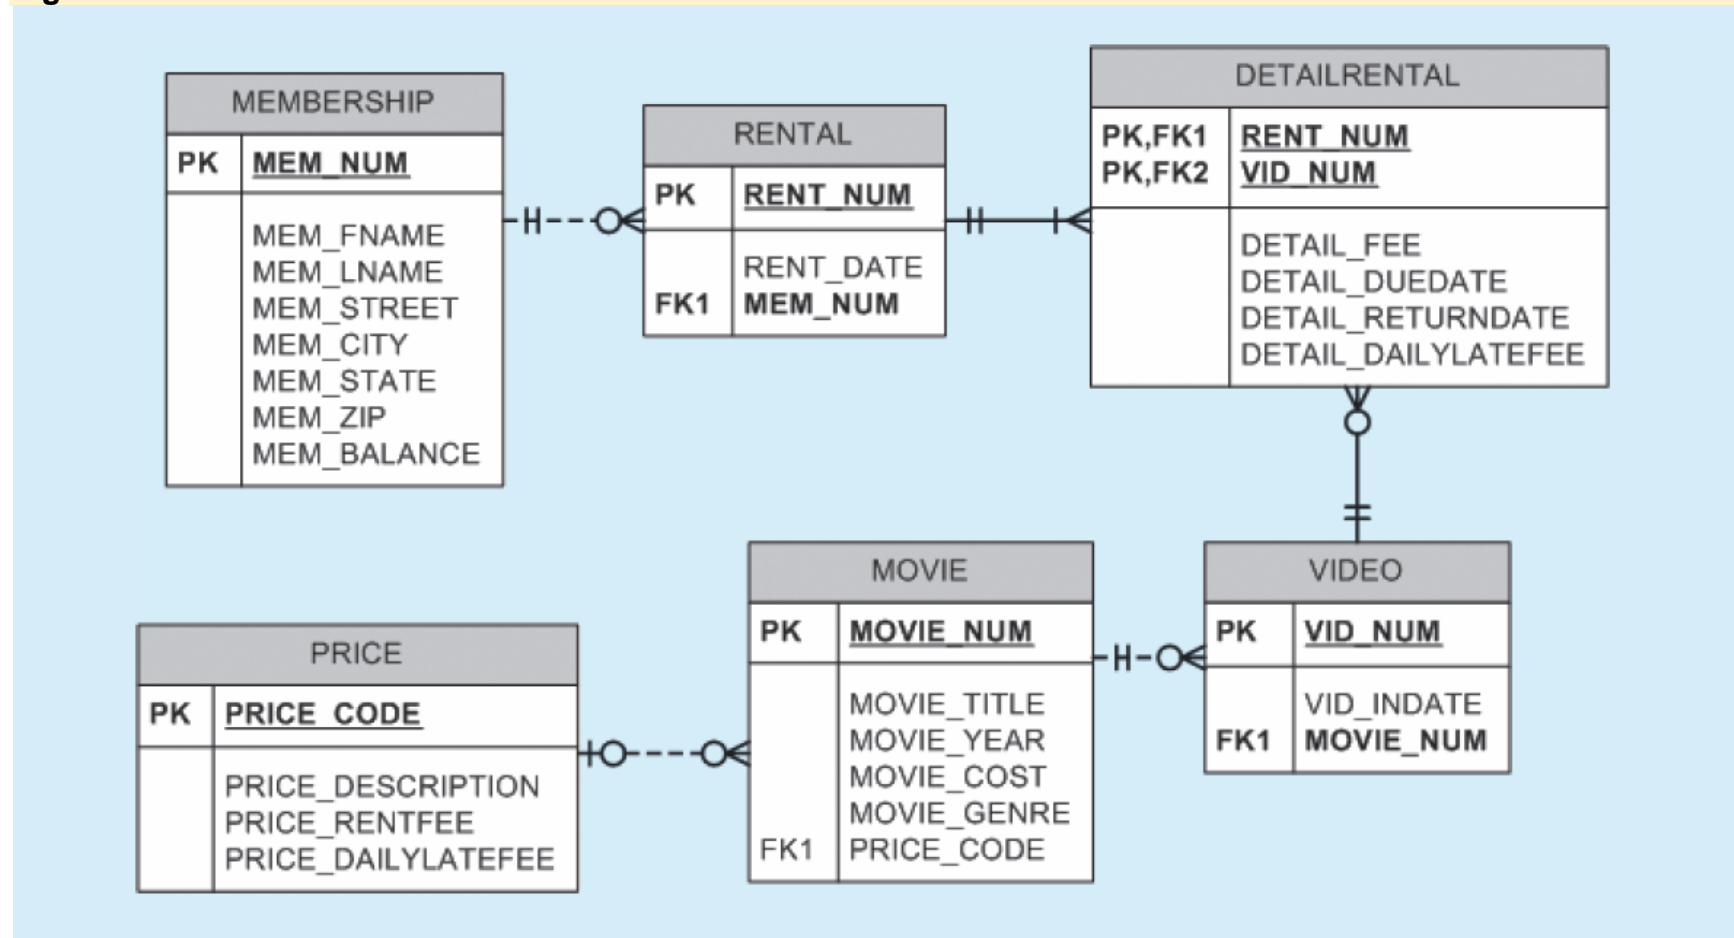 MEMBERSHIP
PK MEM_NUM
MEM_FNAME
MEM_LNAME
MEM_STREET
MEM_CITY
MEM_STATE
MEM_ZIP
MEM_BALANCE
RENTAL
PK RENT_NUM
RENT_DATE
FK1 MEM_NUM
DETAILRENTAL
PK,FK1 RENT_NUM
PK,FK2 VID_NUM
DETAIL_FEE
DETAIL_DUEDATE
DETAIL_RETURNDATE
DETAIL_DAILYLATEFEE
PRICE
PK PRICE_CODE
PRICE_DESCRIPTION
PRICE_RENTFEE
PRICE_DAILYLATEFEE
MOVIE
PK MOVIE_NUM
MOVIE_TITLE
MOVIE_YEAR
MOVIE_COST
MOVIE_GENRE
FK1 PRICE_CODE
VIDEO
PK VID_NUM
VID_INDATE
FK1 MOVIE_NUM